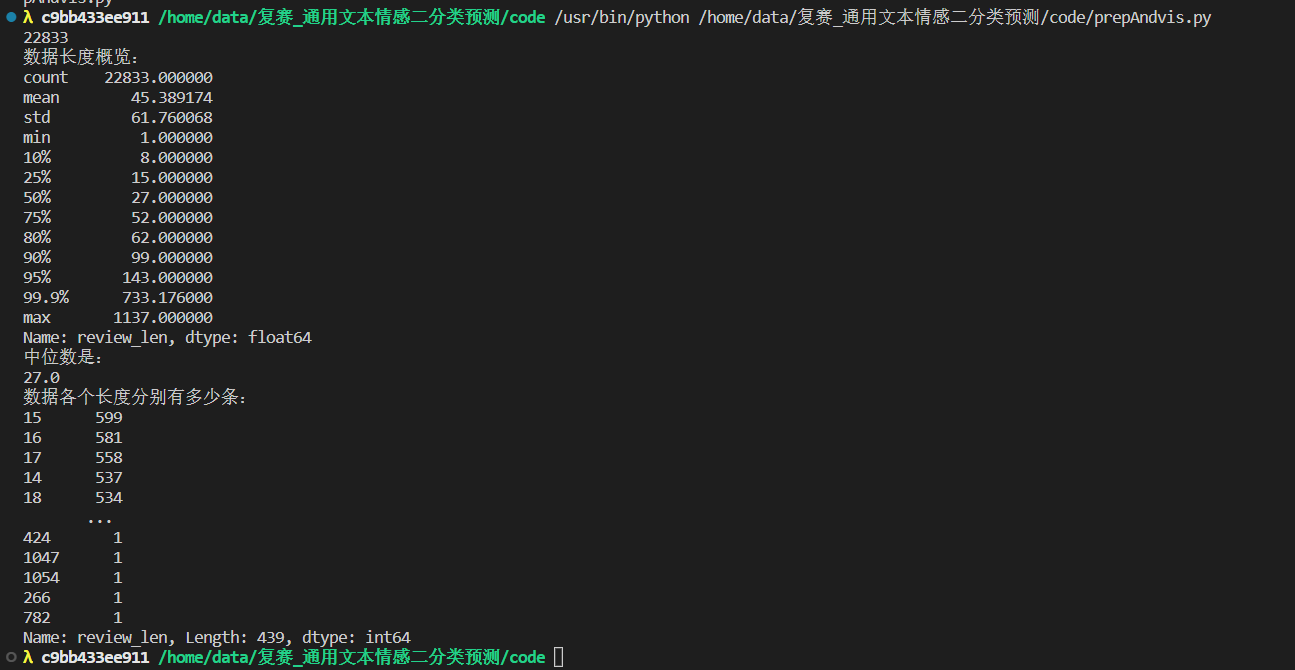 pAndvis.py
λ c9bb433ee911 /home/data/复赛_通用文本情感二分类预测/code /usr/bin/python /home/data/复赛_通用文本情感二分类预测/code/prepAndvis.py
22833
数据长度概览：
count    22833.000000
mean        45.389174
std         61.760068
min          1.000000
10%          8.000000
25%         15.000000
50%         27.000000
75%         52.000000
80%         62.000000
90%         99.000000
95%        143.000000
99.9%      733.176000
max       1137.000000
Name: review_len, dtype: float64
中位数是：
27.0
数据各个长度分别有多少条：
15      599
16      581
17      558
14      537
18      534
       ...
424       1
1047      1
1054      1
266       1
782       1
Name: review_len, Length: 439, dtype: int64
λ c9bb433ee911 /home/data/复赛_通用文本情感二分类预测/code